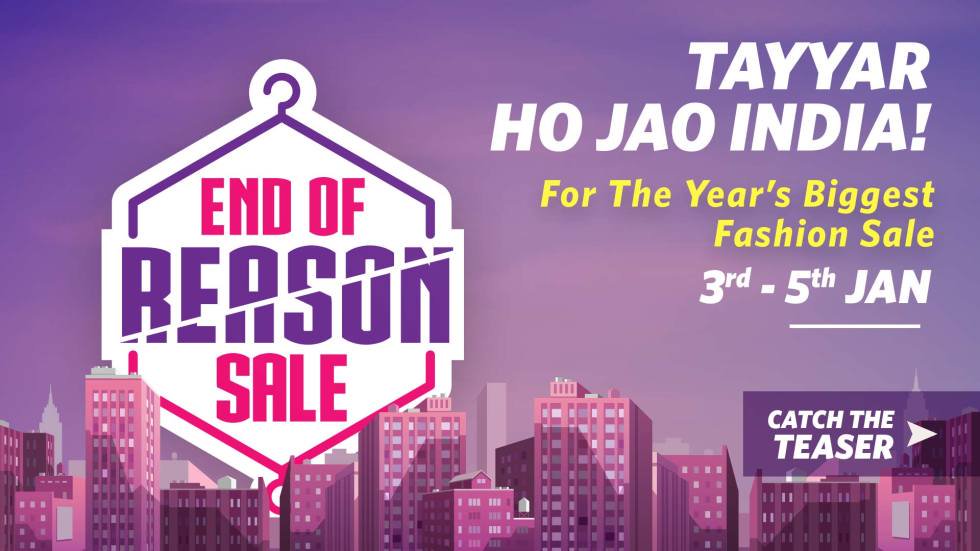 END OF
REASON
SALE
TAYYAR
HO JAO INDIA!
For The Year's Biggest
Fashion Sale
3rd - 5th JAN
CATCH THE
TEASER